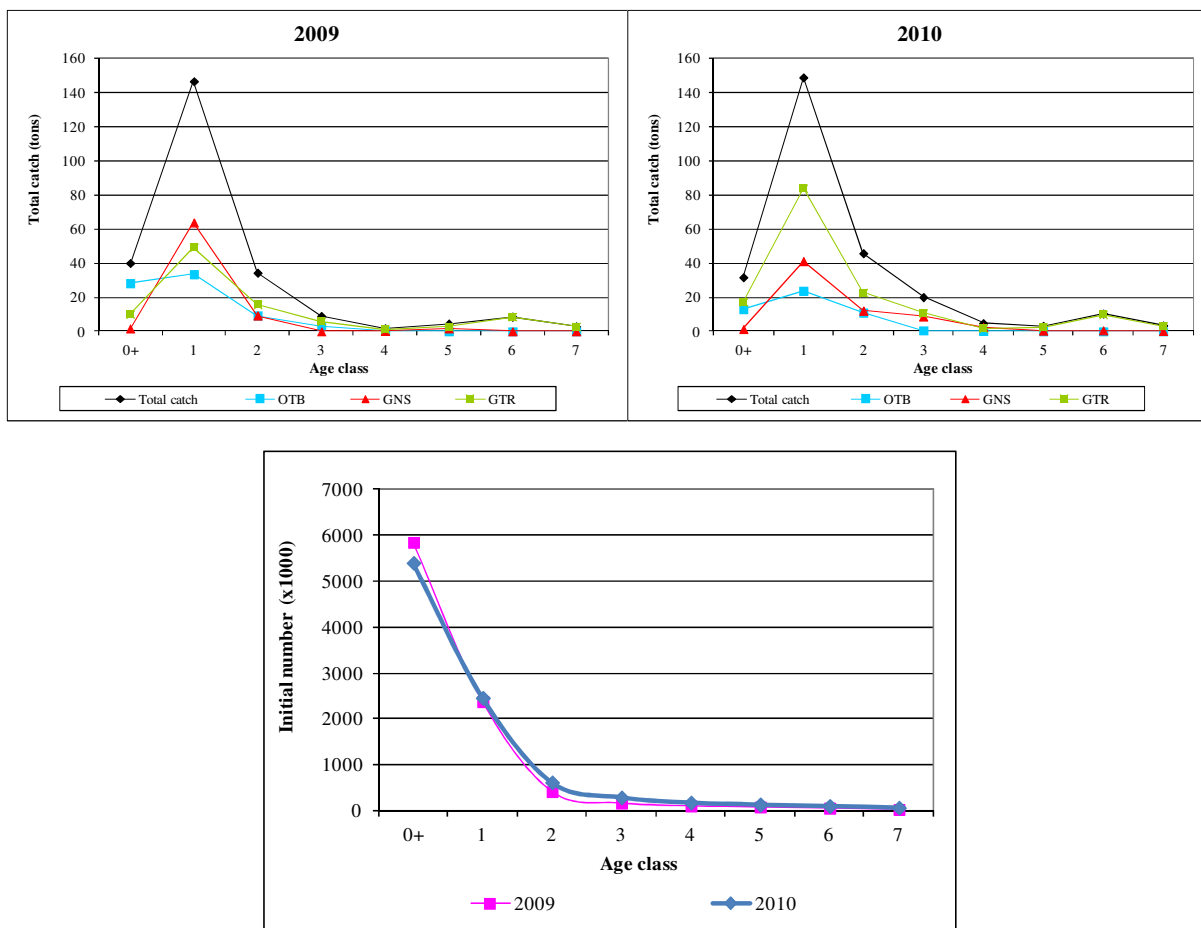 2009
Total catch (tons)
160
140
120
100
80
60
40
20
0
0+ 1 2 3 4 5 6 7
Age class
Total catch OTB GNS GTR
2010
Total catch (tons)
160
140
120
100
80
60
40
20
0
0+ 1 2 3 4 5 6 7
Age class
Total catch OTB GNS GTR
Initial number (x1000)
7000
6000
5000
4000
3000
2000
1000
0
0+ 1 2 3 4 5 6 7
Age class
2009 2010